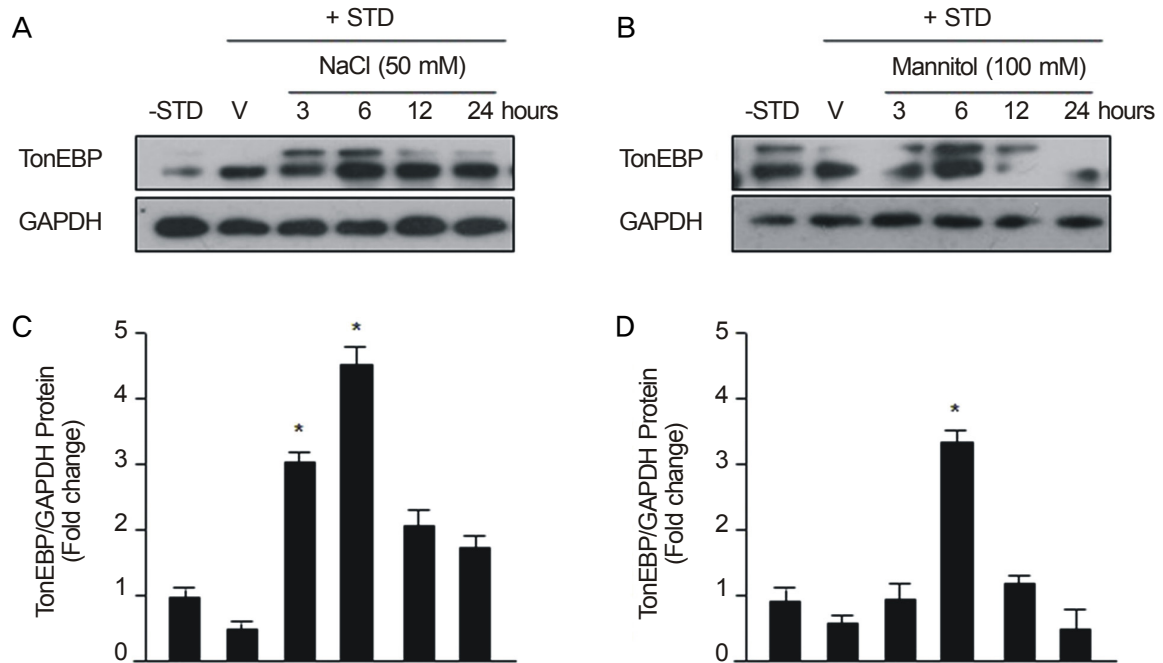 A
+ STD
NaCl (50 mM)
-STD V 3 6 12 24 hours
TonEBP
GAPDH
B
+ STD
Mannitol (100 mM)
-STD V 3 6 12 24 hours
TonEBP
GAPDH
C
TonEBP/GAPDH Protein
(Fold change)
5
4
3
2
1
0
*
*
D
TonEBP/GAPDH Protein
(Fold change)
5
4
3
2
1
0
*